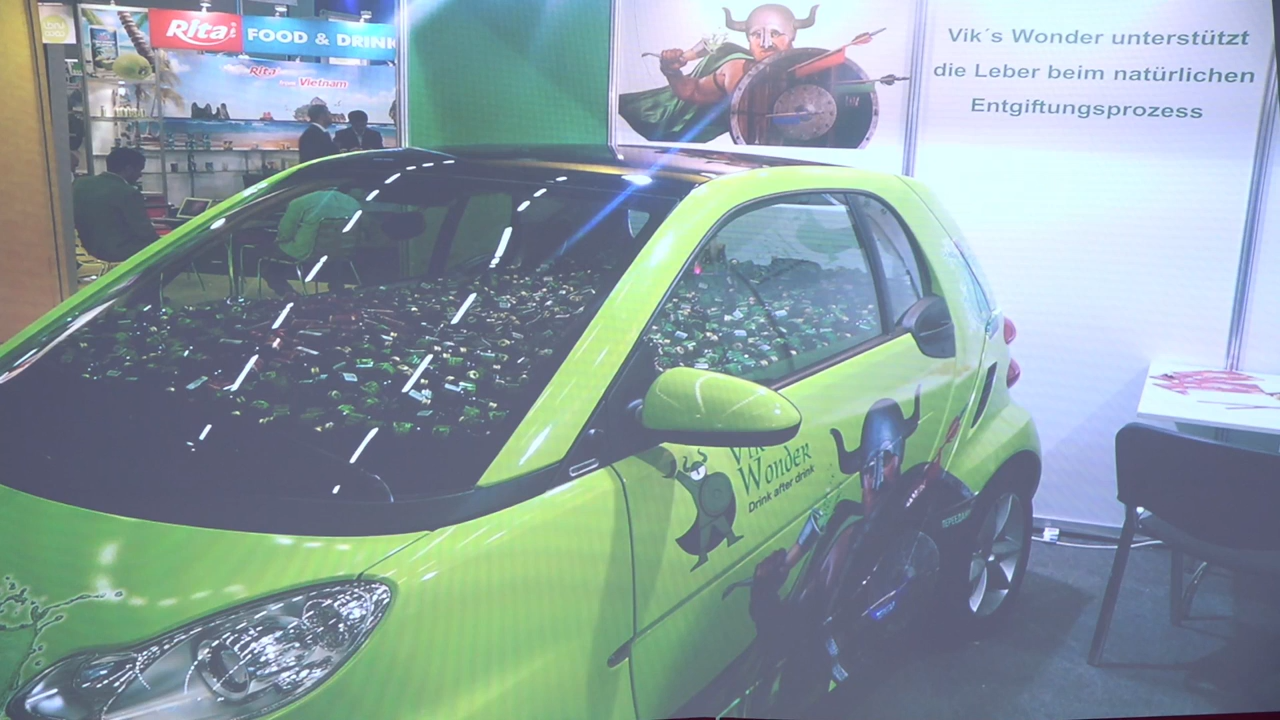 Rita
FOOD & DRINK
Rita
Vietnam
Vik´s Wonder unterstützt
die Leber beim natürlichen
Entgiftungsprozess
Wonder
Drink after drink